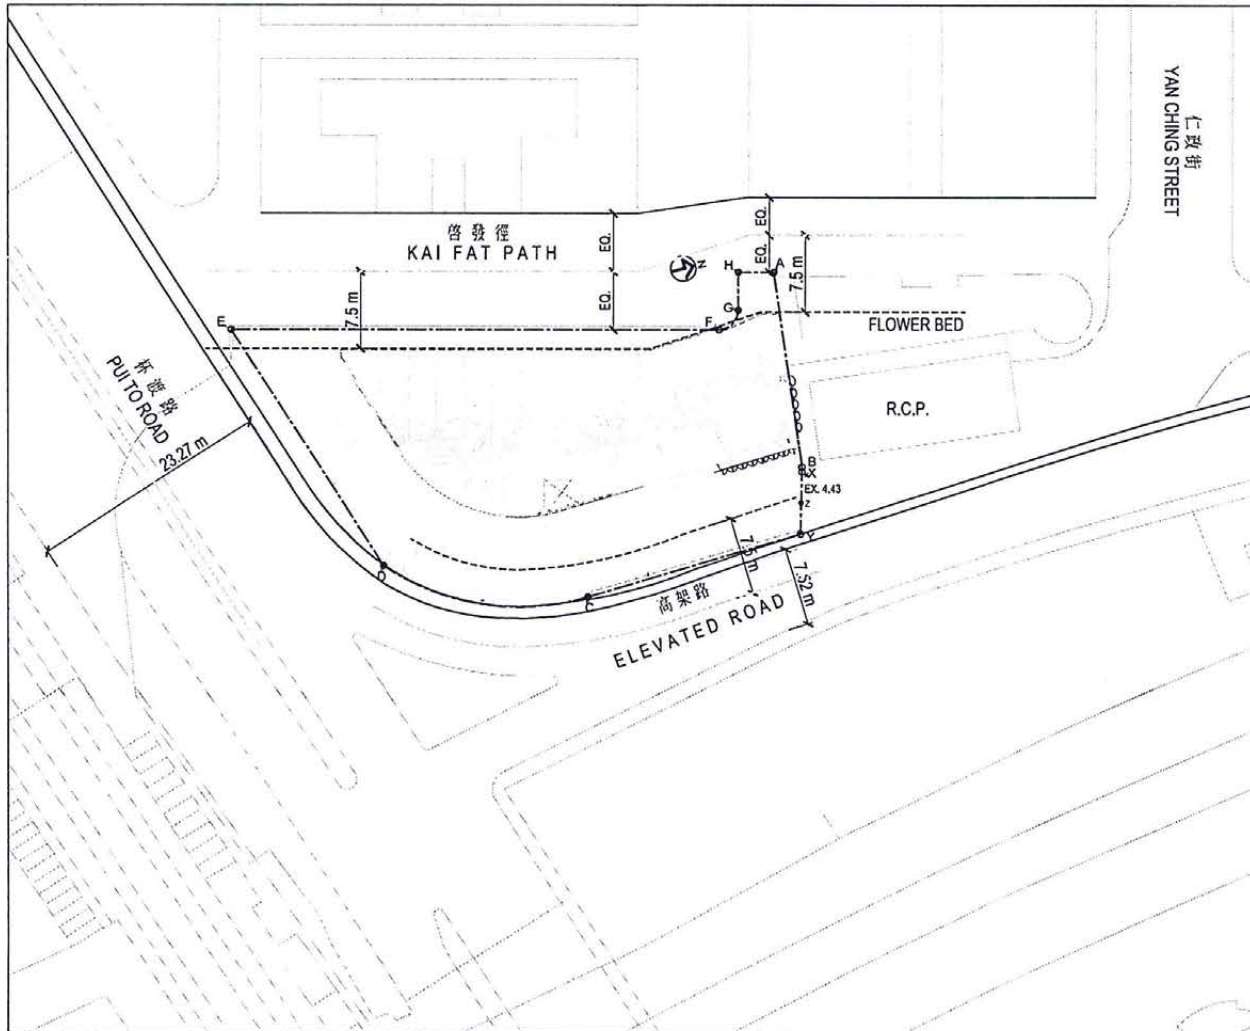 仁政街
YAN CHING STREET
啓發徑
KAI FAT PATH
EQ.
EQ.
EQ.
EQ.
7.5 m
7.5 m
N
H
A
G
F
E
FLOWER BED
杯渡路
PUI TO ROAD
23.27 m
R.C.P.
B
X
EX. 4.43
Z
Y
D
C
7.5 m
7.52 m
高架路
ELEVATED ROAD